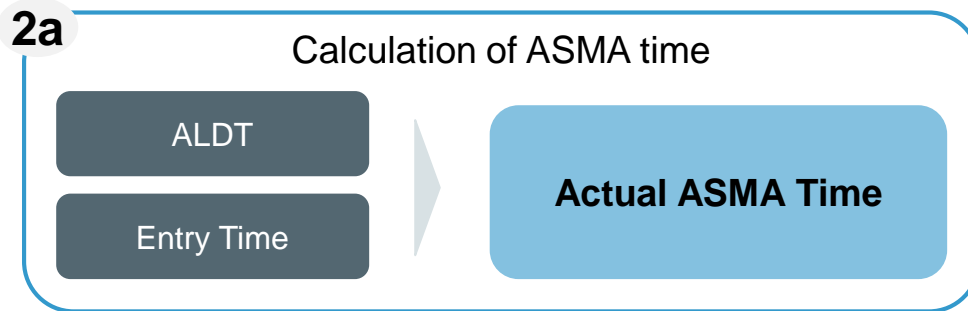 2a
Calculation of ASMA time
ALDT
Entry Time
Actual ASMA Time